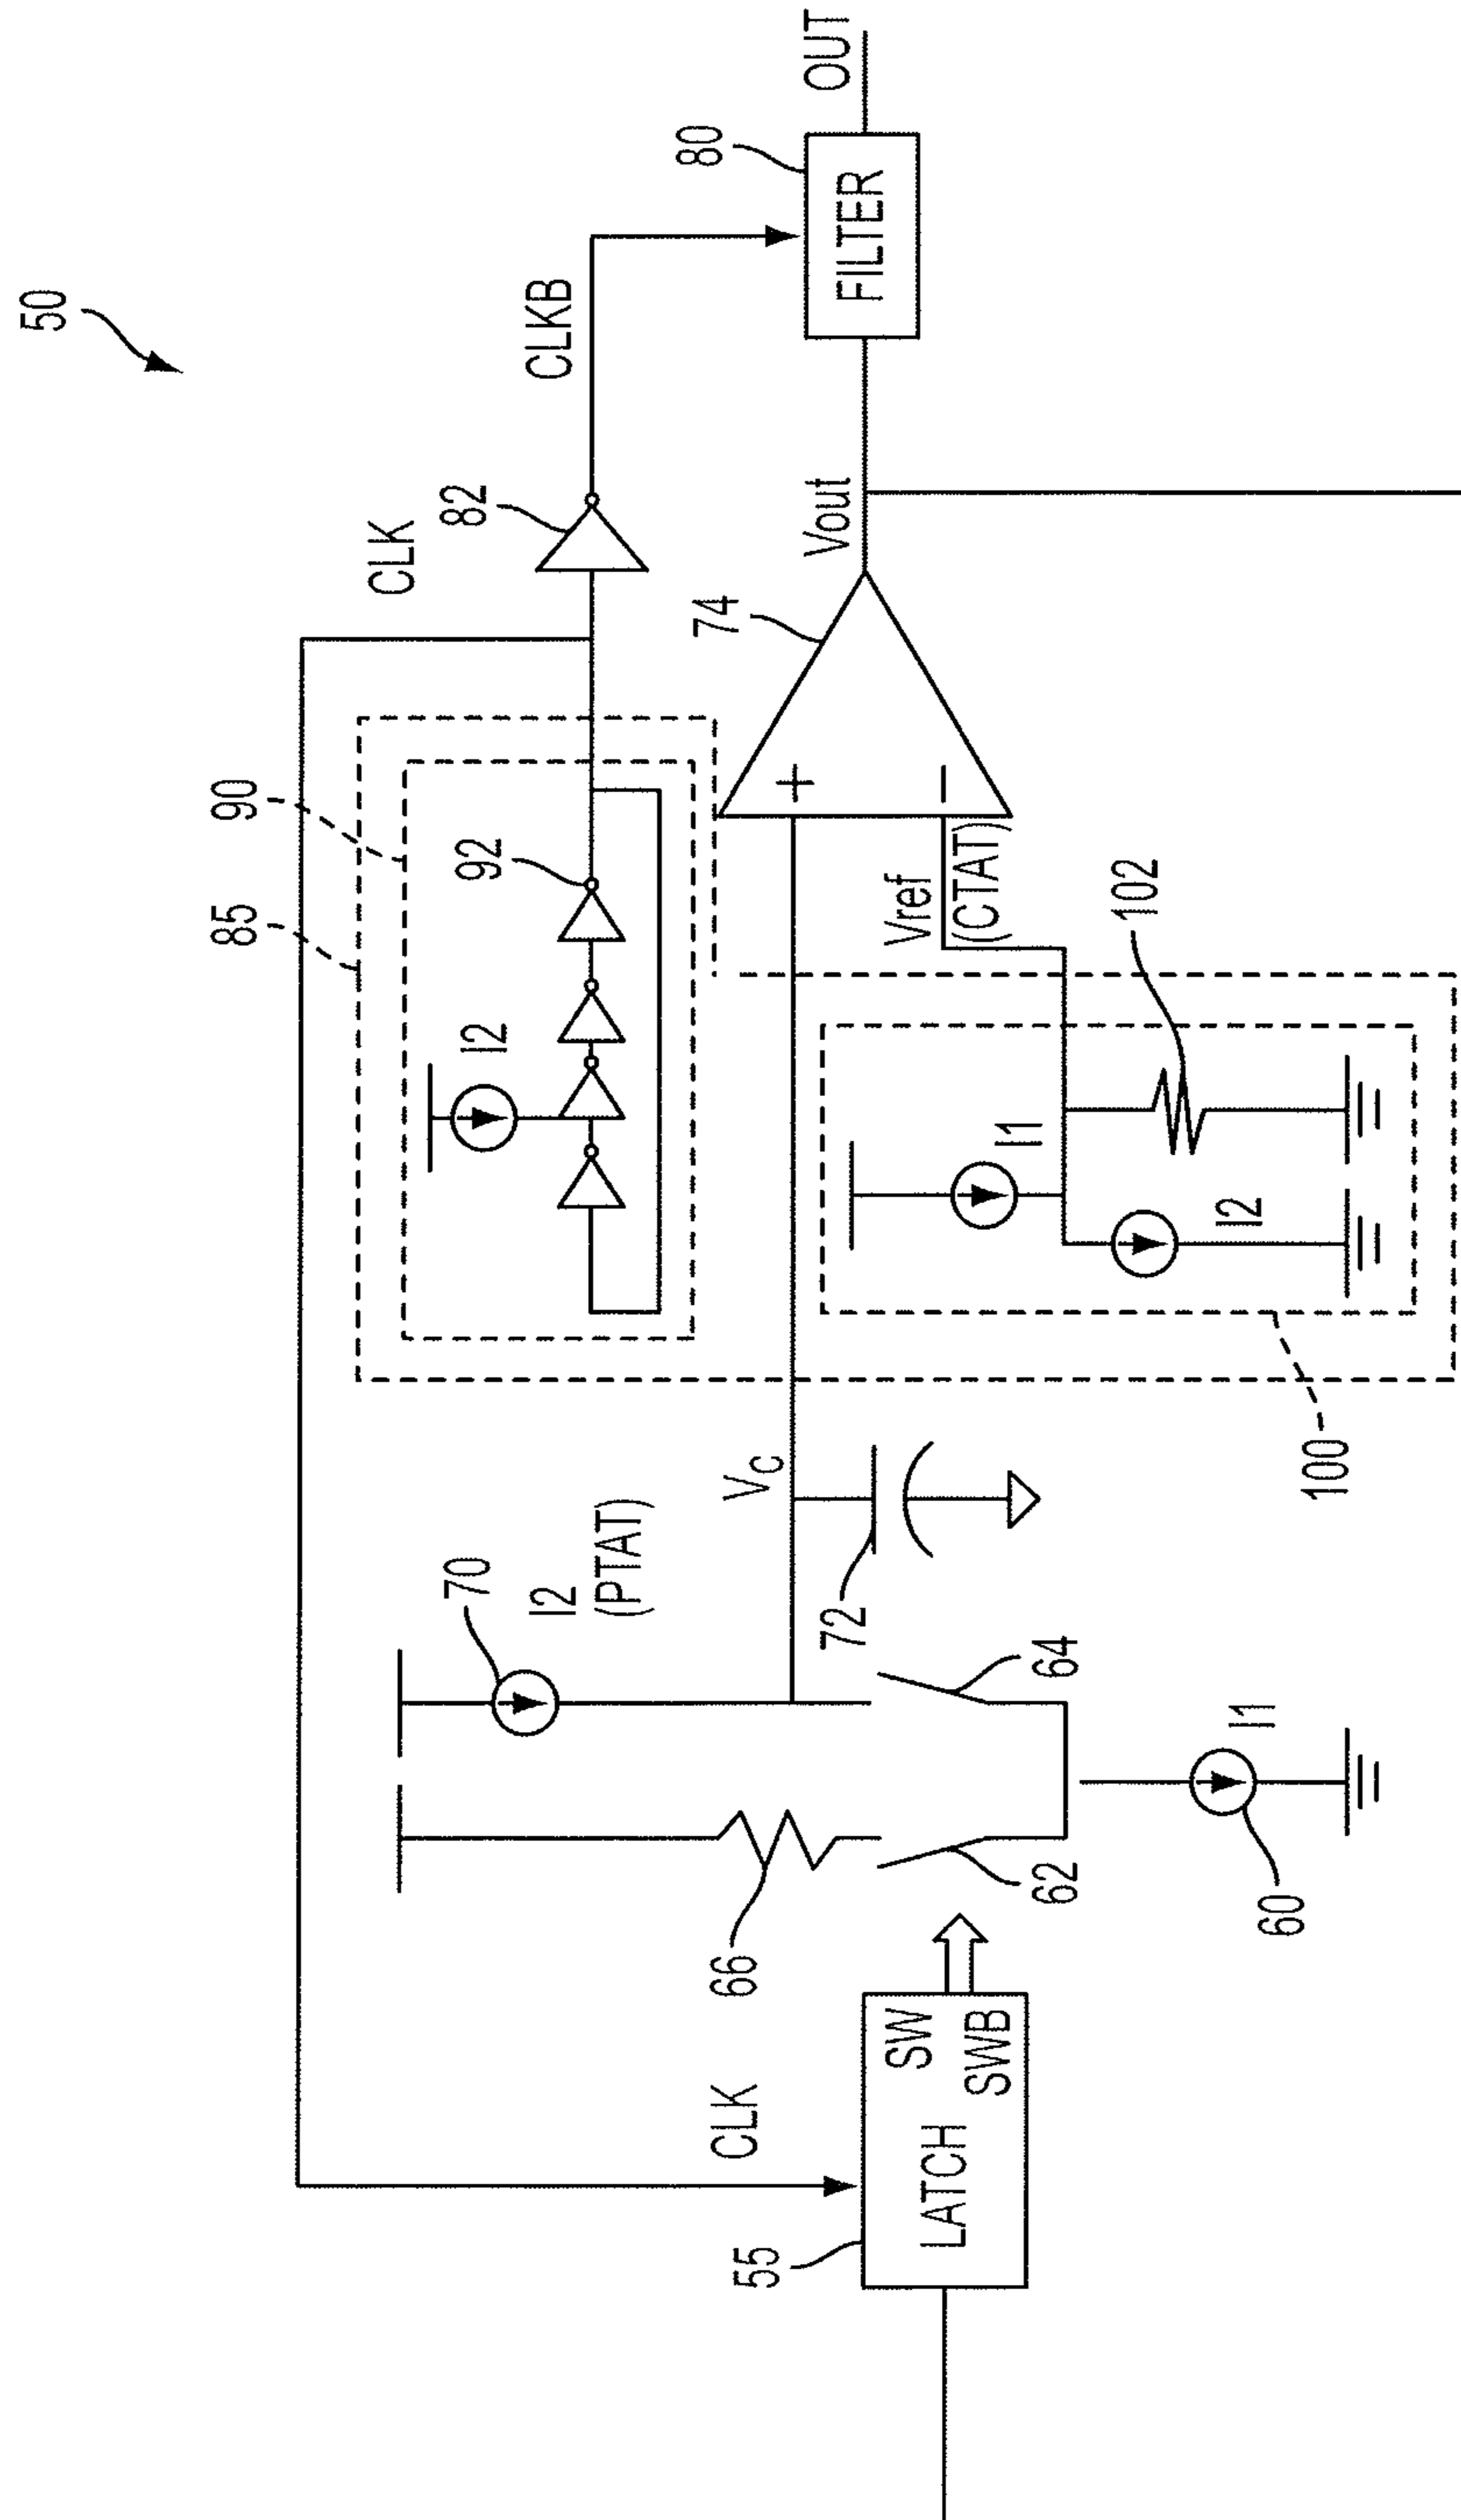 50
85
90
CLK
82
CLKB
80
OUT
92
I2
74
Vout
FILTER
+
−
Vref
(CTAT)
102
I1
I2
100
70
I2
(PTAT)
VC
72
66
64
62
I1
60
CLK
55
LATCH
SW
SWB